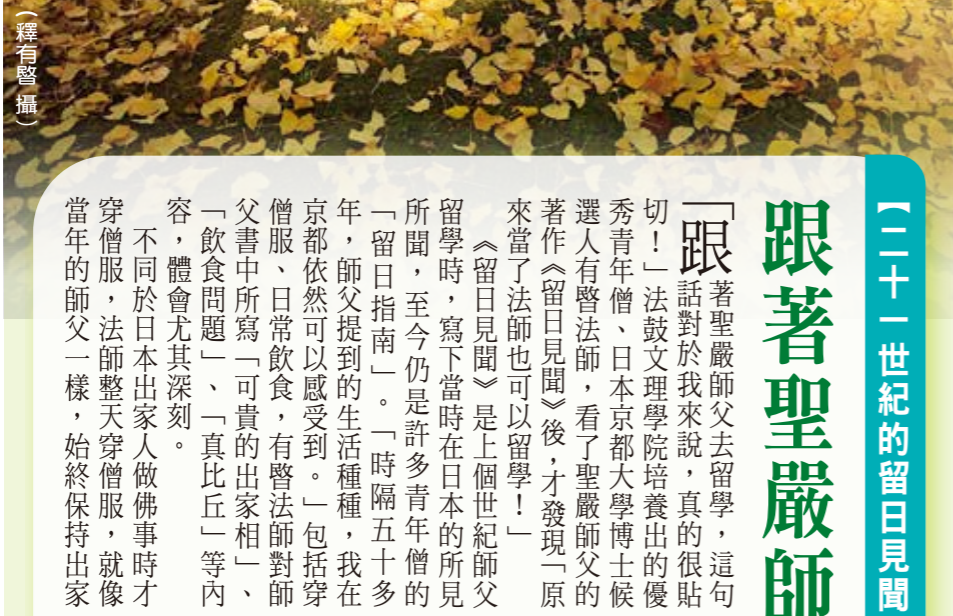 （釋有暋 攝）
【二十一世紀的留日見聞
跟著聖嚴師
「跟著聖嚴師父去留學，這句
話對於我來說，真的很貼
切！」法鼓文理學院培養出的優
秀青年僧、日本京都大學博士候
選人有暋法師，看了聖嚴師父的
著作《留日見聞》後，才發現「原
來當了法師也可以留學！」
《留日見聞》是上個世紀師父
留學時，寫下當時在日本的所見
所聞，至今仍是許多青年僧的
「留日指南」。「時隔五十多
年，師父提到的生活種種，我在
京都依然可以感受到。」包括穿
僧服、日常飲食，有暋法師對師
父書中所寫「可貴的出家相」、
「飲食問題」、「真比丘」等內
容，體會尤其深刻。
不同於日本出家人做佛事時才
穿僧服，法師整天穿僧服，就像
當年的師父一樣，始終保持出家